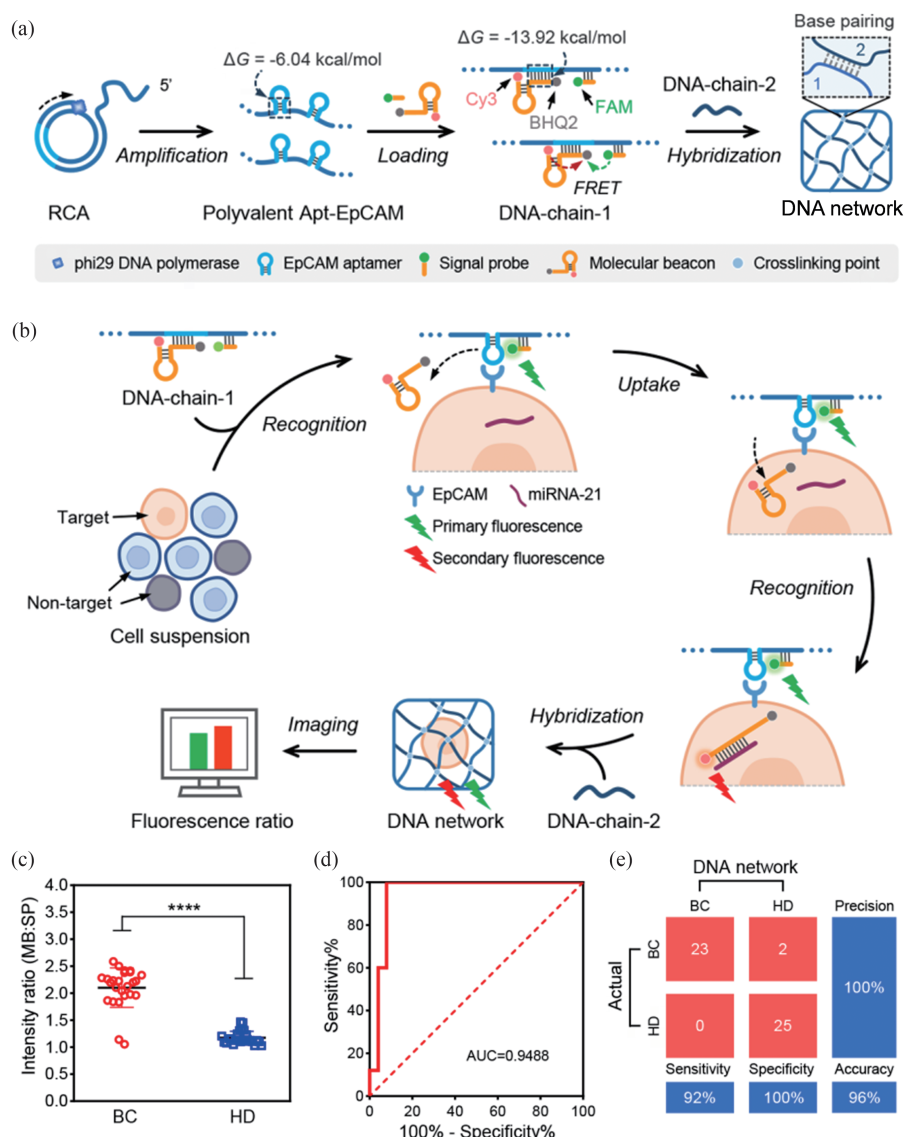 (a)
ΔG = -6.04 kcal/mol
ΔG = -13.92 kcal/mol
Base pairing
2
1
5'
Cy3
BHQ2
FAM
DNA-chain-2
Amplification
Loading
Hybridization
FRET
RCA
Polyvalent Apt-EpCAM
DNA-chain-1
DNA network
phi29 DNA polymerase
EpCAM aptamer
Signal probe
Molecular beacon
Crosslinking point
(b)
DNA-chain-1
Recognition
Uptake
Target
Non-target
Cell suspension
EpCAM
miRNA-21
Primary fluorescence
Secondary fluorescence
Recognition
Imaging
Hybridization
Fluorescence ratio
DNA network
DNA-chain-2
(c)
Intensity ratio (MB:SP)
4.0
3.5
3.0
2.5
2.0
1.5
1.0
0.5
0.0
****
BC
HD
(d)
Sensitivity%
100
80
60
40
20
0
AUC=0.9488
0
20
40
60
80
100
100% - Specificity%
(e)
DNA network
BC
HD
Precision
Actual
BC
23
2
100%
HD
0
25
Sensitivity
Specificity
Accuracy
92%
100%
96%